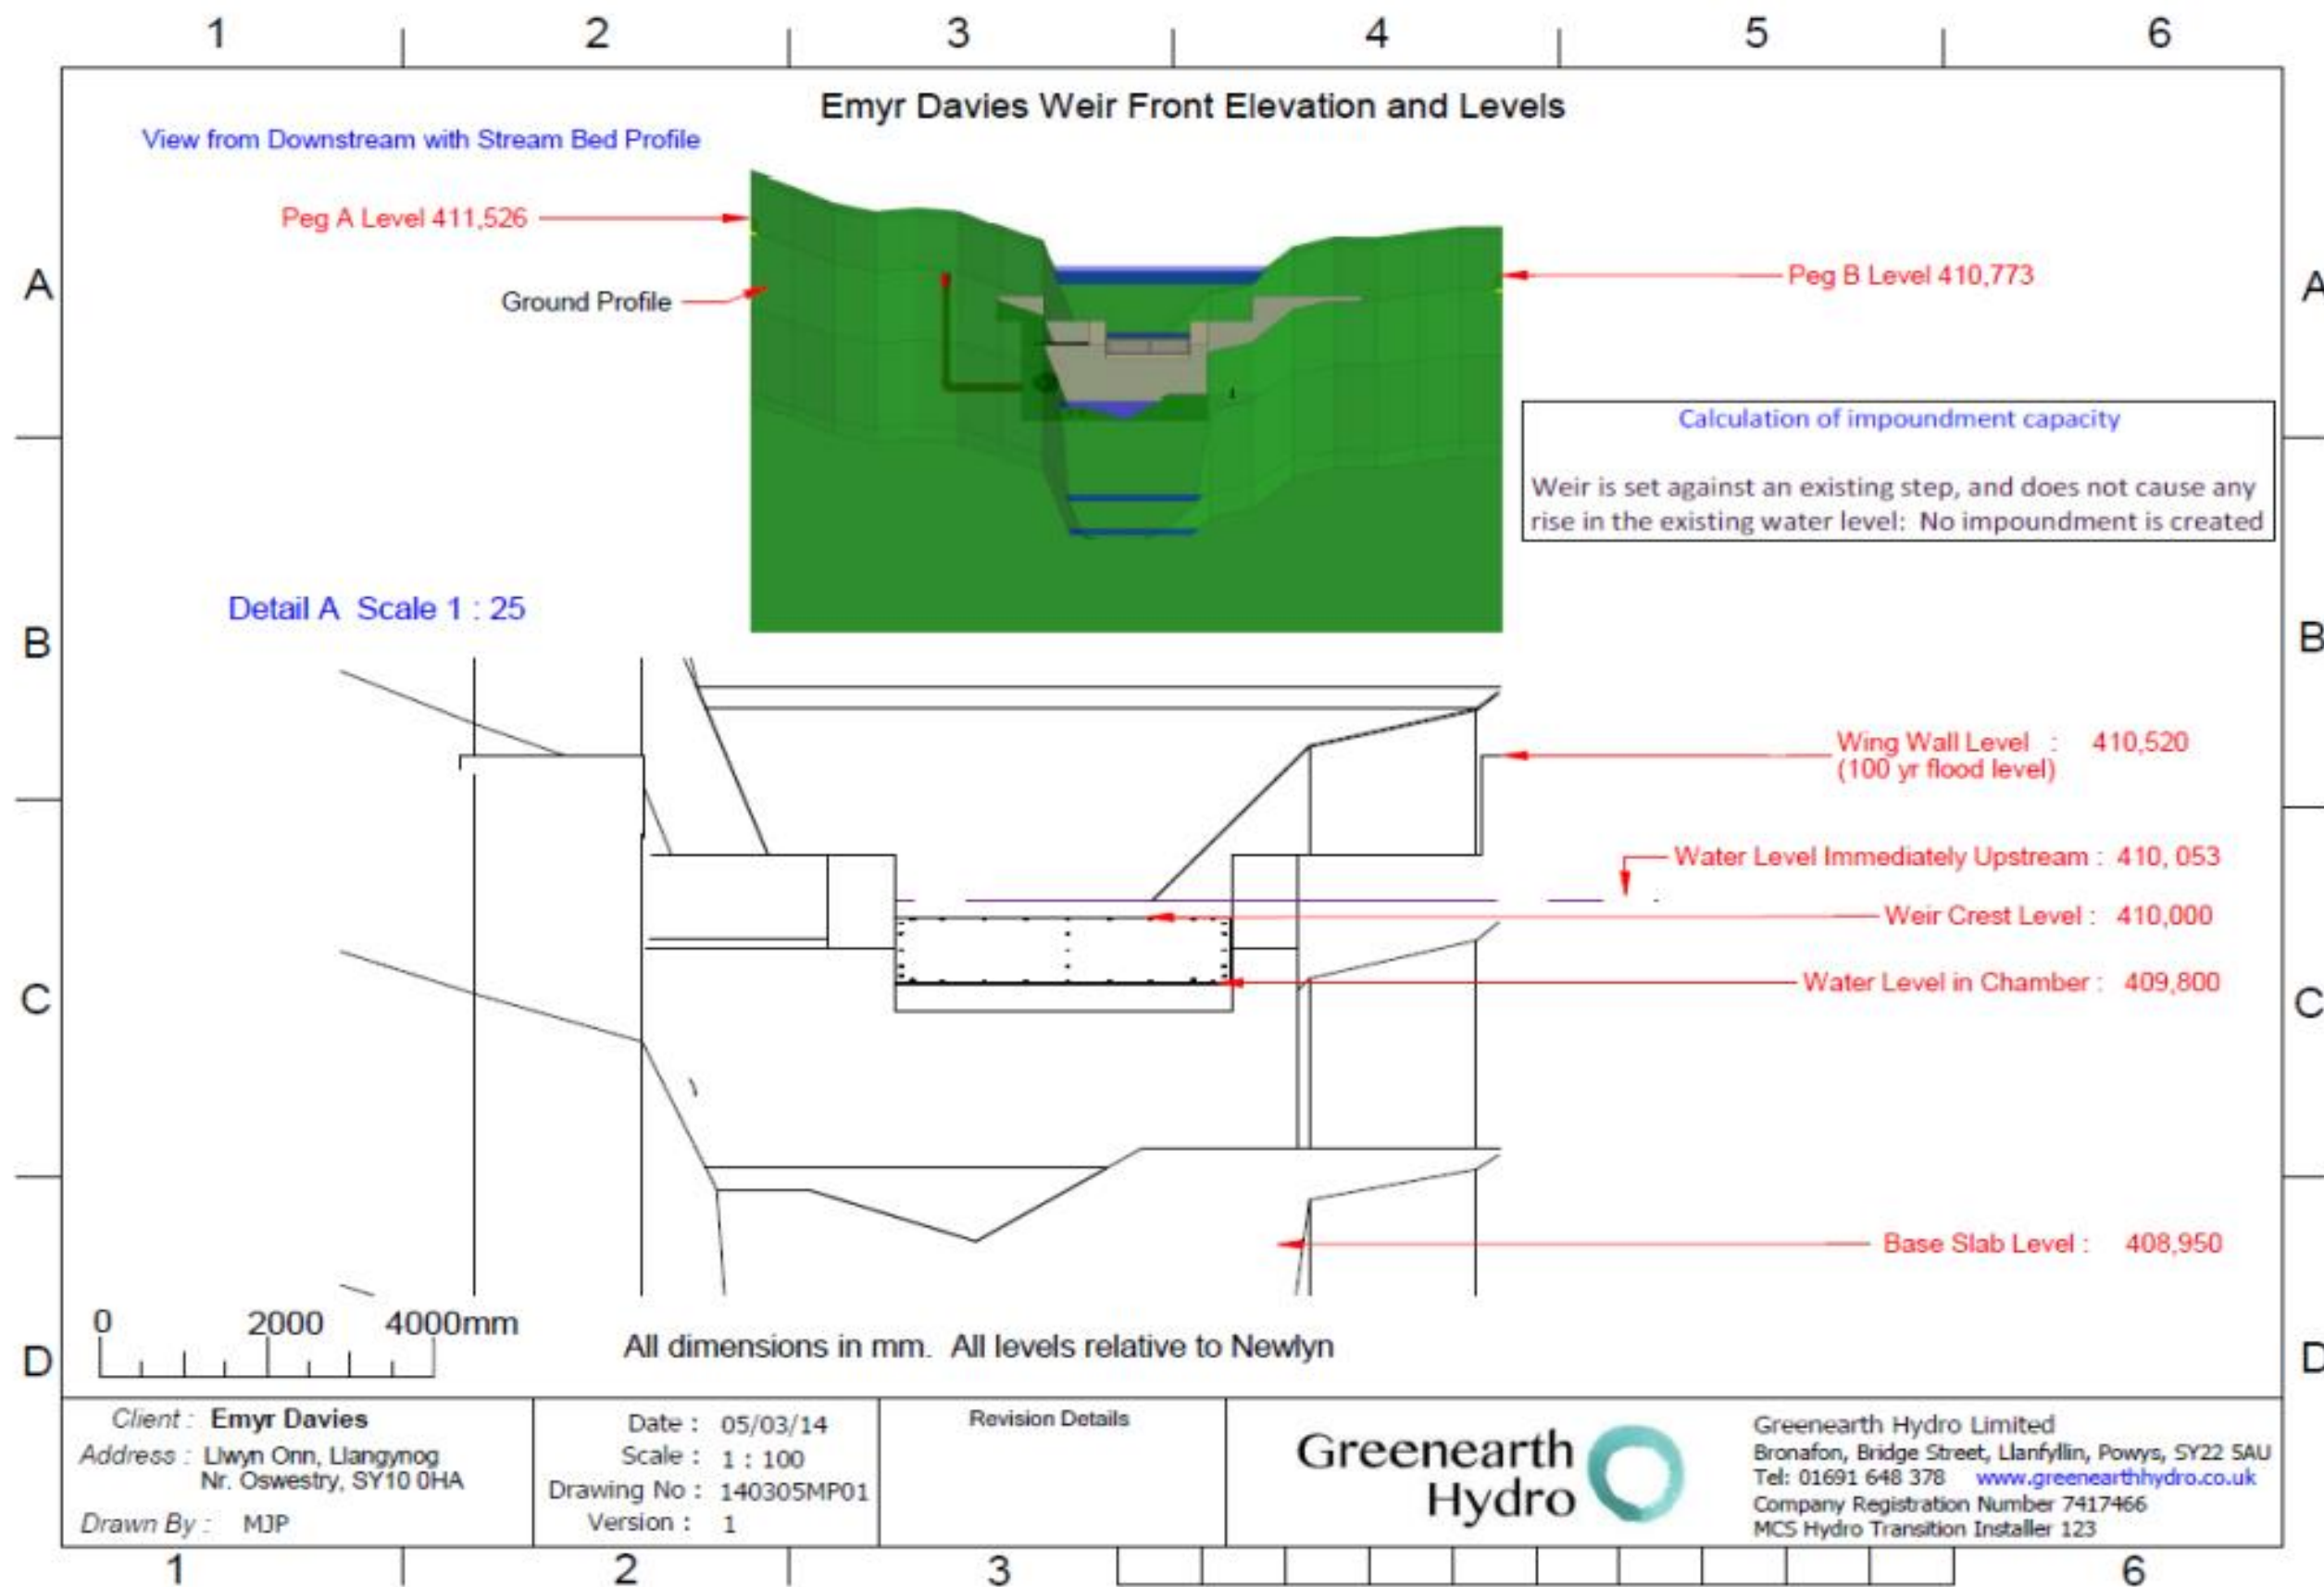 1 2 3 4 5 6
Emyr Davies Weir Front Elevation and Levels
View from Downstream with Stream Bed Profile
Peg A Level 411,526
A
A
Peg B Level 410,773
Ground Profile
Calculation of impoundment capacity
Weir is set against an existing step, and does not cause any
rise in the existing water level: No impoundment is created
Detail A Scale 1 : 25
B
B
Wing Wall Level : 410,520
(100 yr flood level)
Water Level Immediately Upstream : 410, 053
Weir Crest Level : 410,000
Water Level in Chamber : 409,800
C
C
Base Slab Level : 408,950
0 2000 4000mm
All dimensions in mm. All levels relative to Newlyn
D
D
Client : Emyr Davies
Address : Llwyn Onn, Llangynog
Nr. Oswestry, SY10 0HA
Drawn By : MJP
Date : 05/03/14
Scale : 1 : 100
Drawing No : 140305MP01
Version : 1
Revision Details
Greenearth
Hydro
Greenearth Hydro Limited
Bronafon, Bridge Street, Llanfyllin, Powys, SY22 5AU
Tel: 01691 648 378 www.greenearthhydro.co.uk
Company Registration Number 7417466
MCS Hydro Transition Installer 123
1 2 3 6